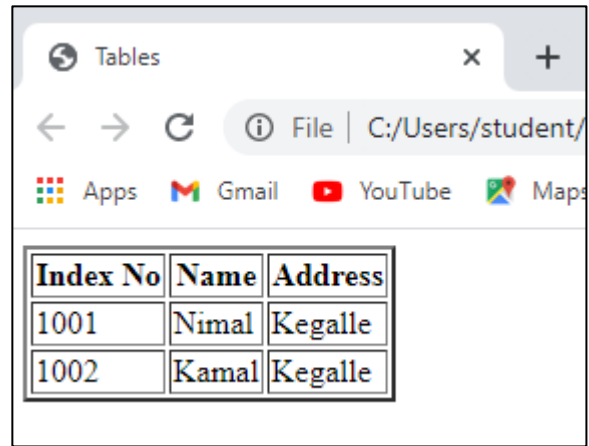 Tables
File | C:/Users/student/
Apps Gmail YouTube Maps
Index No Name Address
1001 Nimal Kegalle
1002 Kamal Kegalle